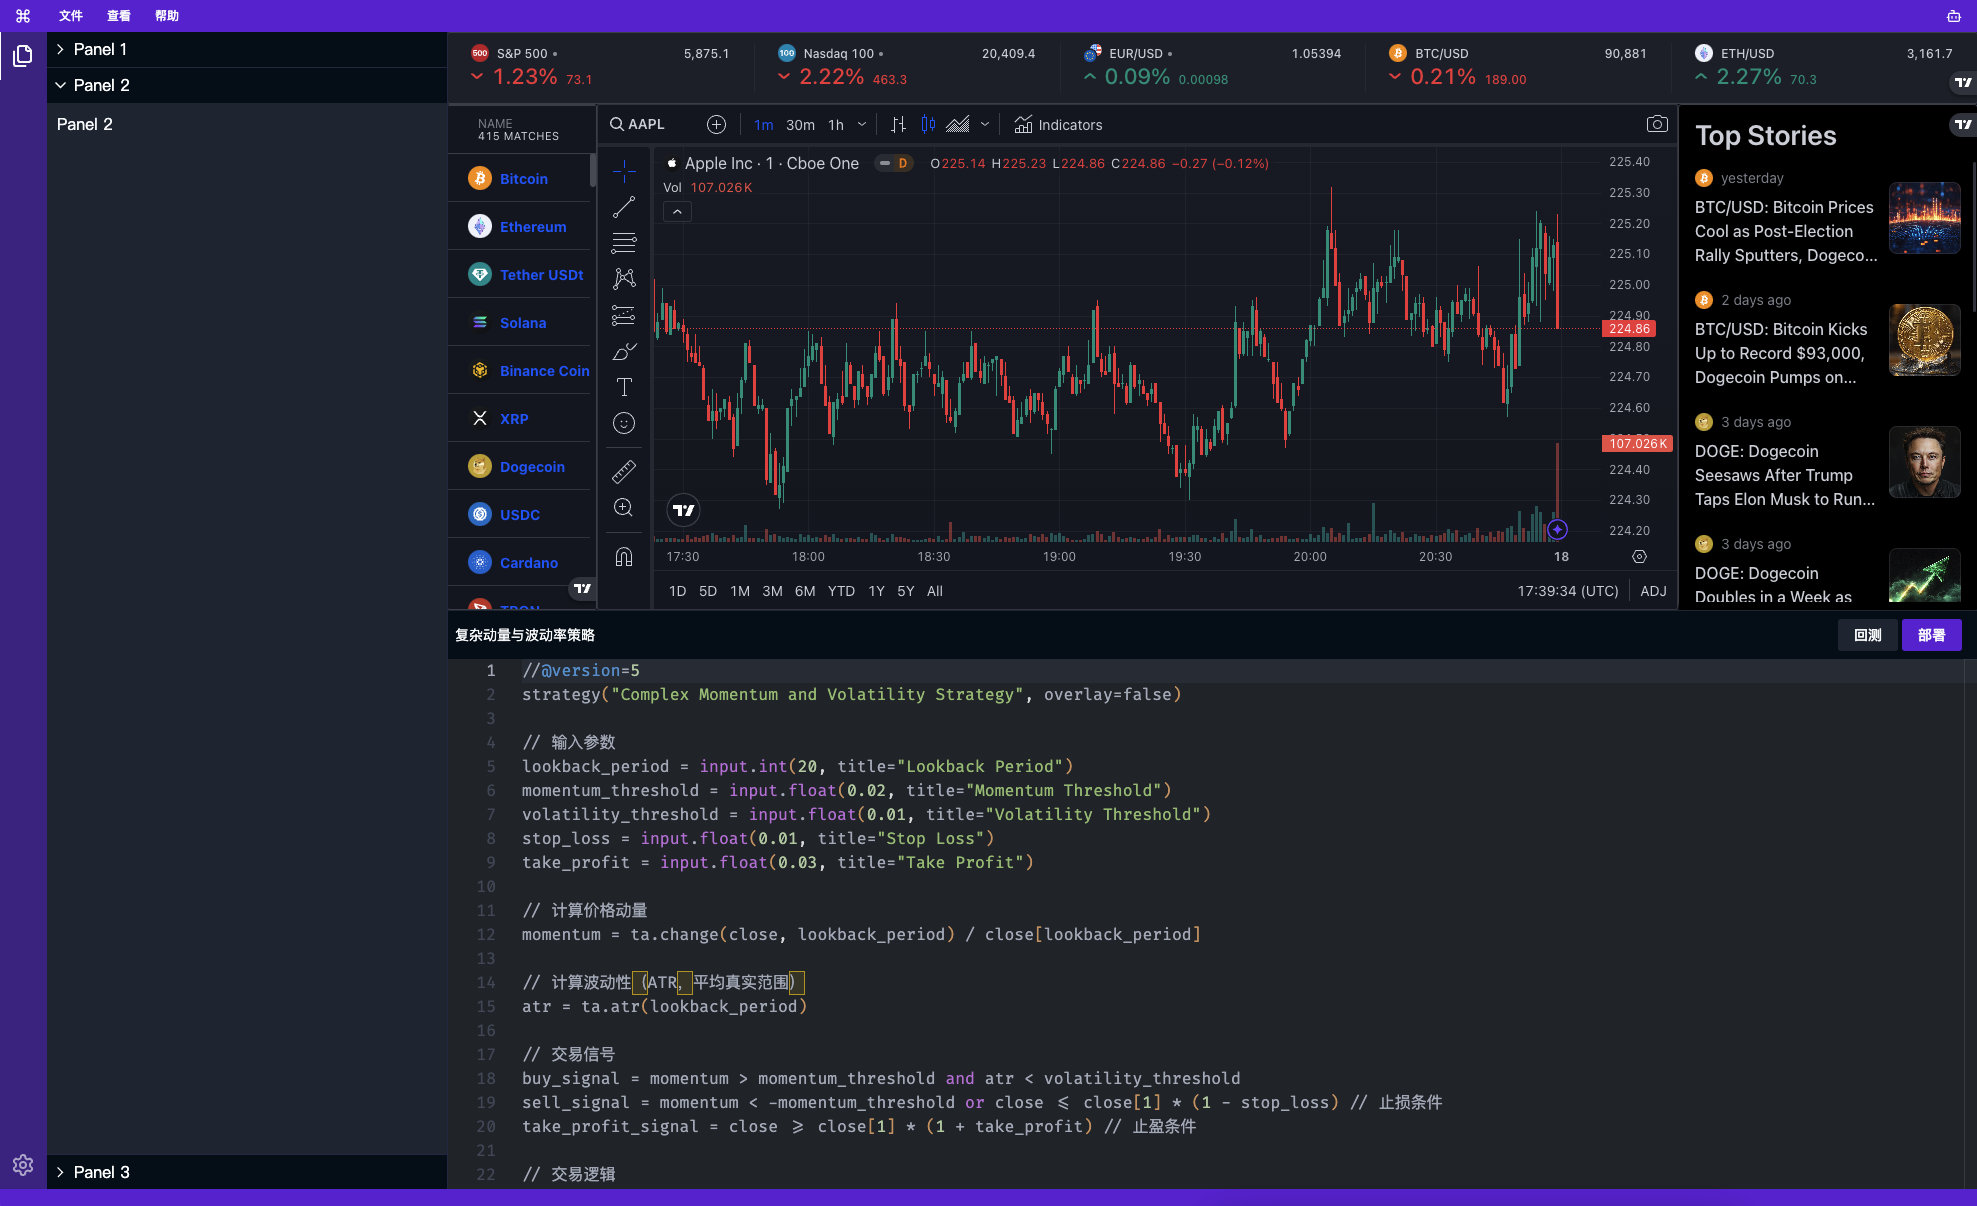 文件 查看 帮助
Panel 1
Panel 2
Panel 2
Panel 3
500 S&P 500 5,875.1
1.23% 73.1
100 Nasdaq 100 20,409.4
2.22% 463.3
EUR/USD 1.05394
0.09% 0.00098
BTC/USD 90,881
0.21% 189.00
ETH/USD 3,161.7
2.27% 70.3
NAME
415 MATCHES
Bitcoin
Ethereum
Tether USDt
Solana
Binance Coin
XRP
Dogecoin
USDC
Cardano
TRON
AAPL 1m 30m 1h Indicators
Apple Inc · 1 · Cboe One D O225.14 H225.23 L224.86 C224.86 −0.27 (−0.12%)
Vol 107.026K
225.40
225.30
225.20
225.10
225.00
224.90
224.86
224.80
224.70
224.60
107.026K
224.40
224.30
224.20
17:30 18:00 18:30 19:00 19:30 20:00 20:30 18
1D 5D 1M 3M 6M YTD 1Y 5Y All 17:39:34 (UTC) ADJ
Top Stories
yesterday
BTC/USD: Bitcoin Prices
Cool as Post-Election
Rally Sputters, Dogeco...
2 days ago
BTC/USD: Bitcoin Kicks
Up to Record $93,000,
Dogecoin Pumps on...
3 days ago
DOGE: Dogecoin
Seesaws After Trump
Taps Elon Musk to Run...
3 days ago
DOGE: Dogecoin
Doubles in a Week as
复杂动量与波动率策略 回测 部署
1 //@version=5
2 strategy("Complex Momentum and Volatility Strategy", overlay=false)
3
4 // 输入参数
5 lookback_period = input.int(20, title="Lookback Period")
6 momentum_threshold = input.float(0.02, title="Momentum Threshold")
7 volatility_threshold = input.float(0.01, title="Volatility Threshold")
8 stop_loss = input.float(0.01, title="Stop Loss")
9 take_profit = input.float(0.03, title="Take Profit")
10
11 // 计算价格动量
12 momentum = ta.change(close, lookback_period) / close[lookback_period]
13
14 // 计算波动性（ATR，平均真实范围）
15 atr = ta.atr(lookback_period)
16
17 // 交易信号
18 buy_signal = momentum > momentum_threshold and atr < volatility_threshold
19 sell_signal = momentum < -momentum_threshold or close <= close[1] * (1 - stop_loss) // 止损条件
20 take_profit_signal = close >= close[1] * (1 + take_profit) // 止盈条件
21
22 // 交易逻辑